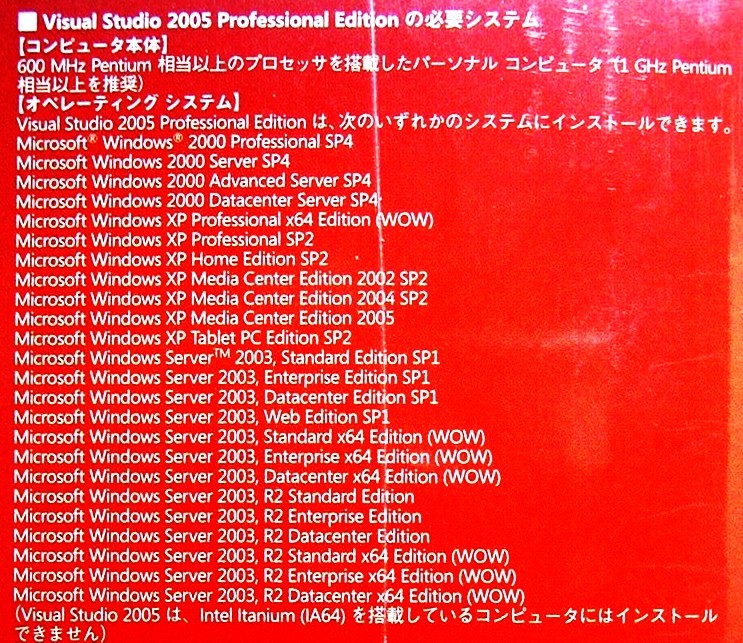 ■ Visual Studio 2005 Professional Edition の必要システム
【コンピュータ本体】
600 MHz Pentium 相当以上のプロセッサを搭載したパーソナル コンピュータ（1 GHz Pentium
相当以上を推奨）
【オペレーティング システム】
Visual Studio 2005 Professional Edition は、次のいずれかのシステムにインストールできます。
Microsoft® Windows® 2000 Professional SP4
Microsoft Windows 2000 Server SP4
Microsoft Windows 2000 Advanced Server SP4
Microsoft Windows 2000 Datacenter Server SP4
Microsoft Windows XP Professional x64 Edition (WOW)
Microsoft Windows XP Professional SP2
Microsoft Windows XP Home Edition SP2
Microsoft Windows XP Media Center Edition 2002 SP2
Microsoft Windows XP Media Center Edition 2004 SP2
Microsoft Windows XP Media Center Edition 2005
Microsoft Windows XP Tablet PC Edition SP2
Microsoft Windows Server™ 2003, Standard Edition SP1
Microsoft Windows Server 2003, Enterprise Edition SP1
Microsoft Windows Server 2003, Datacenter Edition SP1
Microsoft Windows Server 2003, Web Edition SP1
Microsoft Windows Server 2003, Standard x64 Edition (WOW)
Microsoft Windows Server 2003, Enterprise x64 Edition (WOW)
Microsoft Windows Server 2003, Datacenter x64 Edition (WOW)
Microsoft Windows Server 2003, R2 Standard Edition
Microsoft Windows Server 2003, R2 Enterprise Edition
Microsoft Windows Server 2003, R2 Datacenter Edition
Microsoft Windows Server 2003, R2 Standard x64 Edition (WOW)
Microsoft Windows Server 2003, R2 Enterprise x64 Edition (WOW)
Microsoft Windows Server 2003, R2 Datacenter x64 Edition (WOW)
（Visual Studio 2005 は、Intel Itanium (IA64) を搭載しているコンピュータにはインストール
できません）